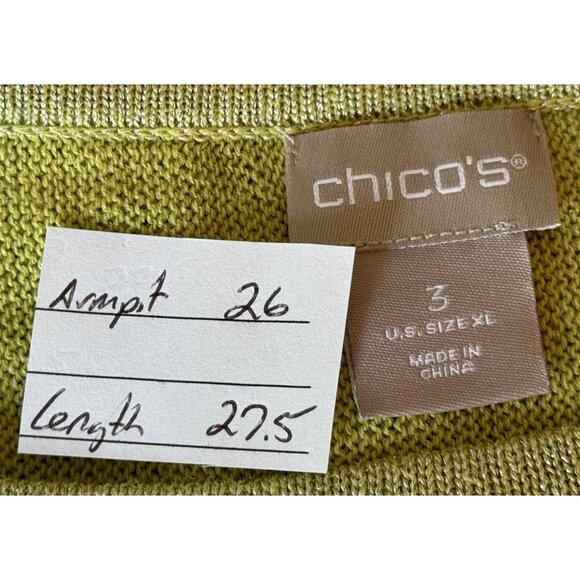 chico's®
3
U.S. SIZE XL
MADE IN
CHINA
Armpit 26
Length 27.5